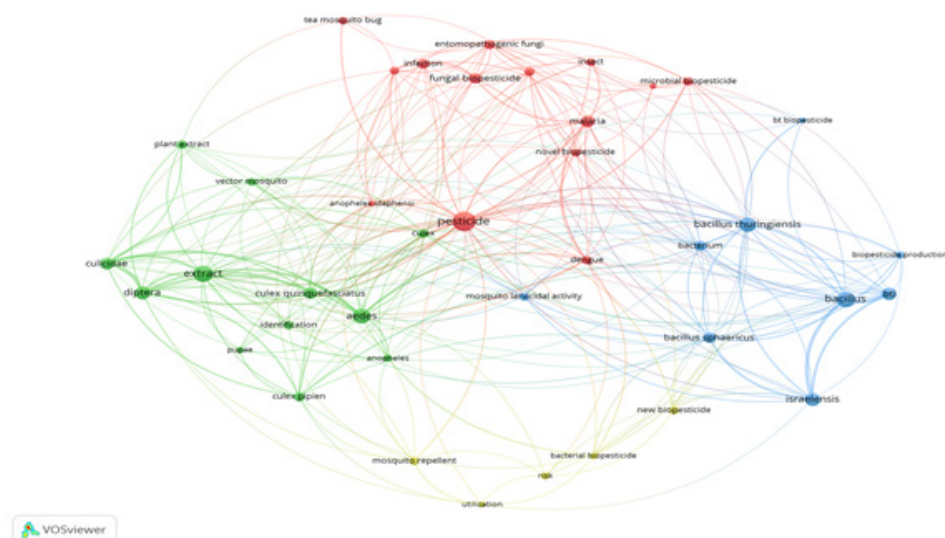 tea mosquito bug
entomopathogenic fungi
infection
insect
fungal biopesticide
microbial biopesticide
malaria
bt biopesticide
plant extract
novel biopesticide
vector mosquito
anopheles stephensi
pesticide
bacillus thuringiensis
culex
bacterium
biopesticide production
culicidae
dengue
extract
diptera
culex quinquefasciatus
mosquito larvicidal activity
bacillus
bti
aedes
identification
bacillus sphaericus
pupae
anopheles
culex pipien
israelensis
new biopesticide
mosquito repellent
bacterial biopesticide
risk
utilization
VOSviewer